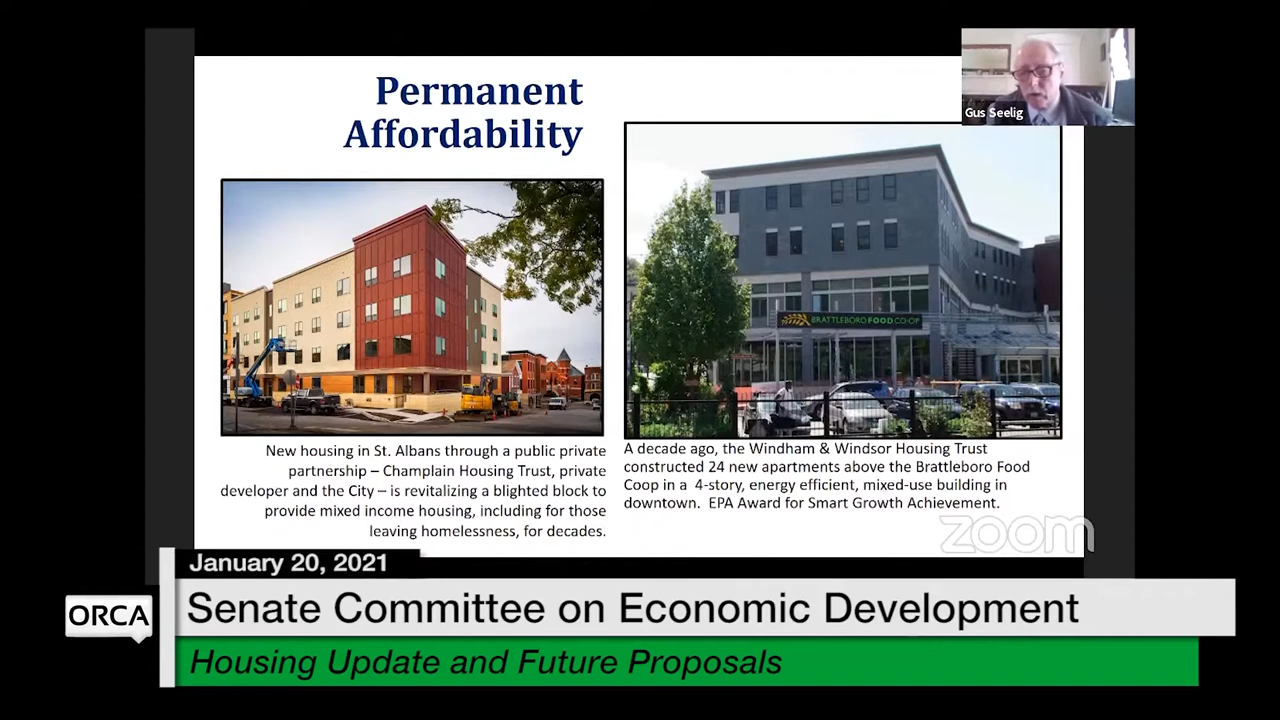 Permanent
Affordability
Gus Seelig
BRATTLEBORO FOOD CO-OP
New housing in St. Albans through a public private
partnership – Champlain Housing Trust, private
developer and the City – is revitalizing a blighted block to
provide mixed income housing, including for those
leaving homelessness, for decades.
A decade ago, the Windham & Windsor Housing Trust
constructed 24 new apartments above the Brattleboro Food
Coop in a 4-story, energy efficient, mixed-use building in
downtown. EPA Award for Smart Growth Achievement.
zoom
January 20, 2021
ORCA
Senate Committee on Economic Development
Housing Update and Future Proposals